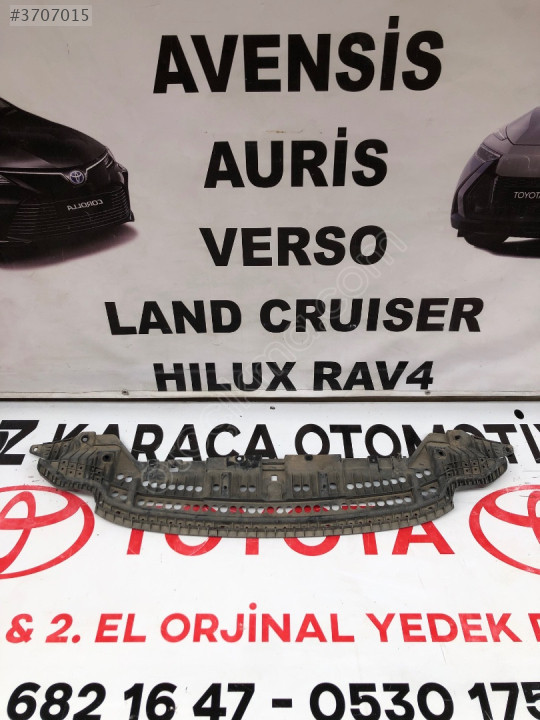 #3707015
AVENSİS
AURİS
VERSO
LAND CRUISER
HILUX RAV4
COROLLA
TOYOTA
Z KARACA OTOMOTİV
TOYOTA
& 2. EL ORJİNAL YEDEK
682 16 47 - 0530 175